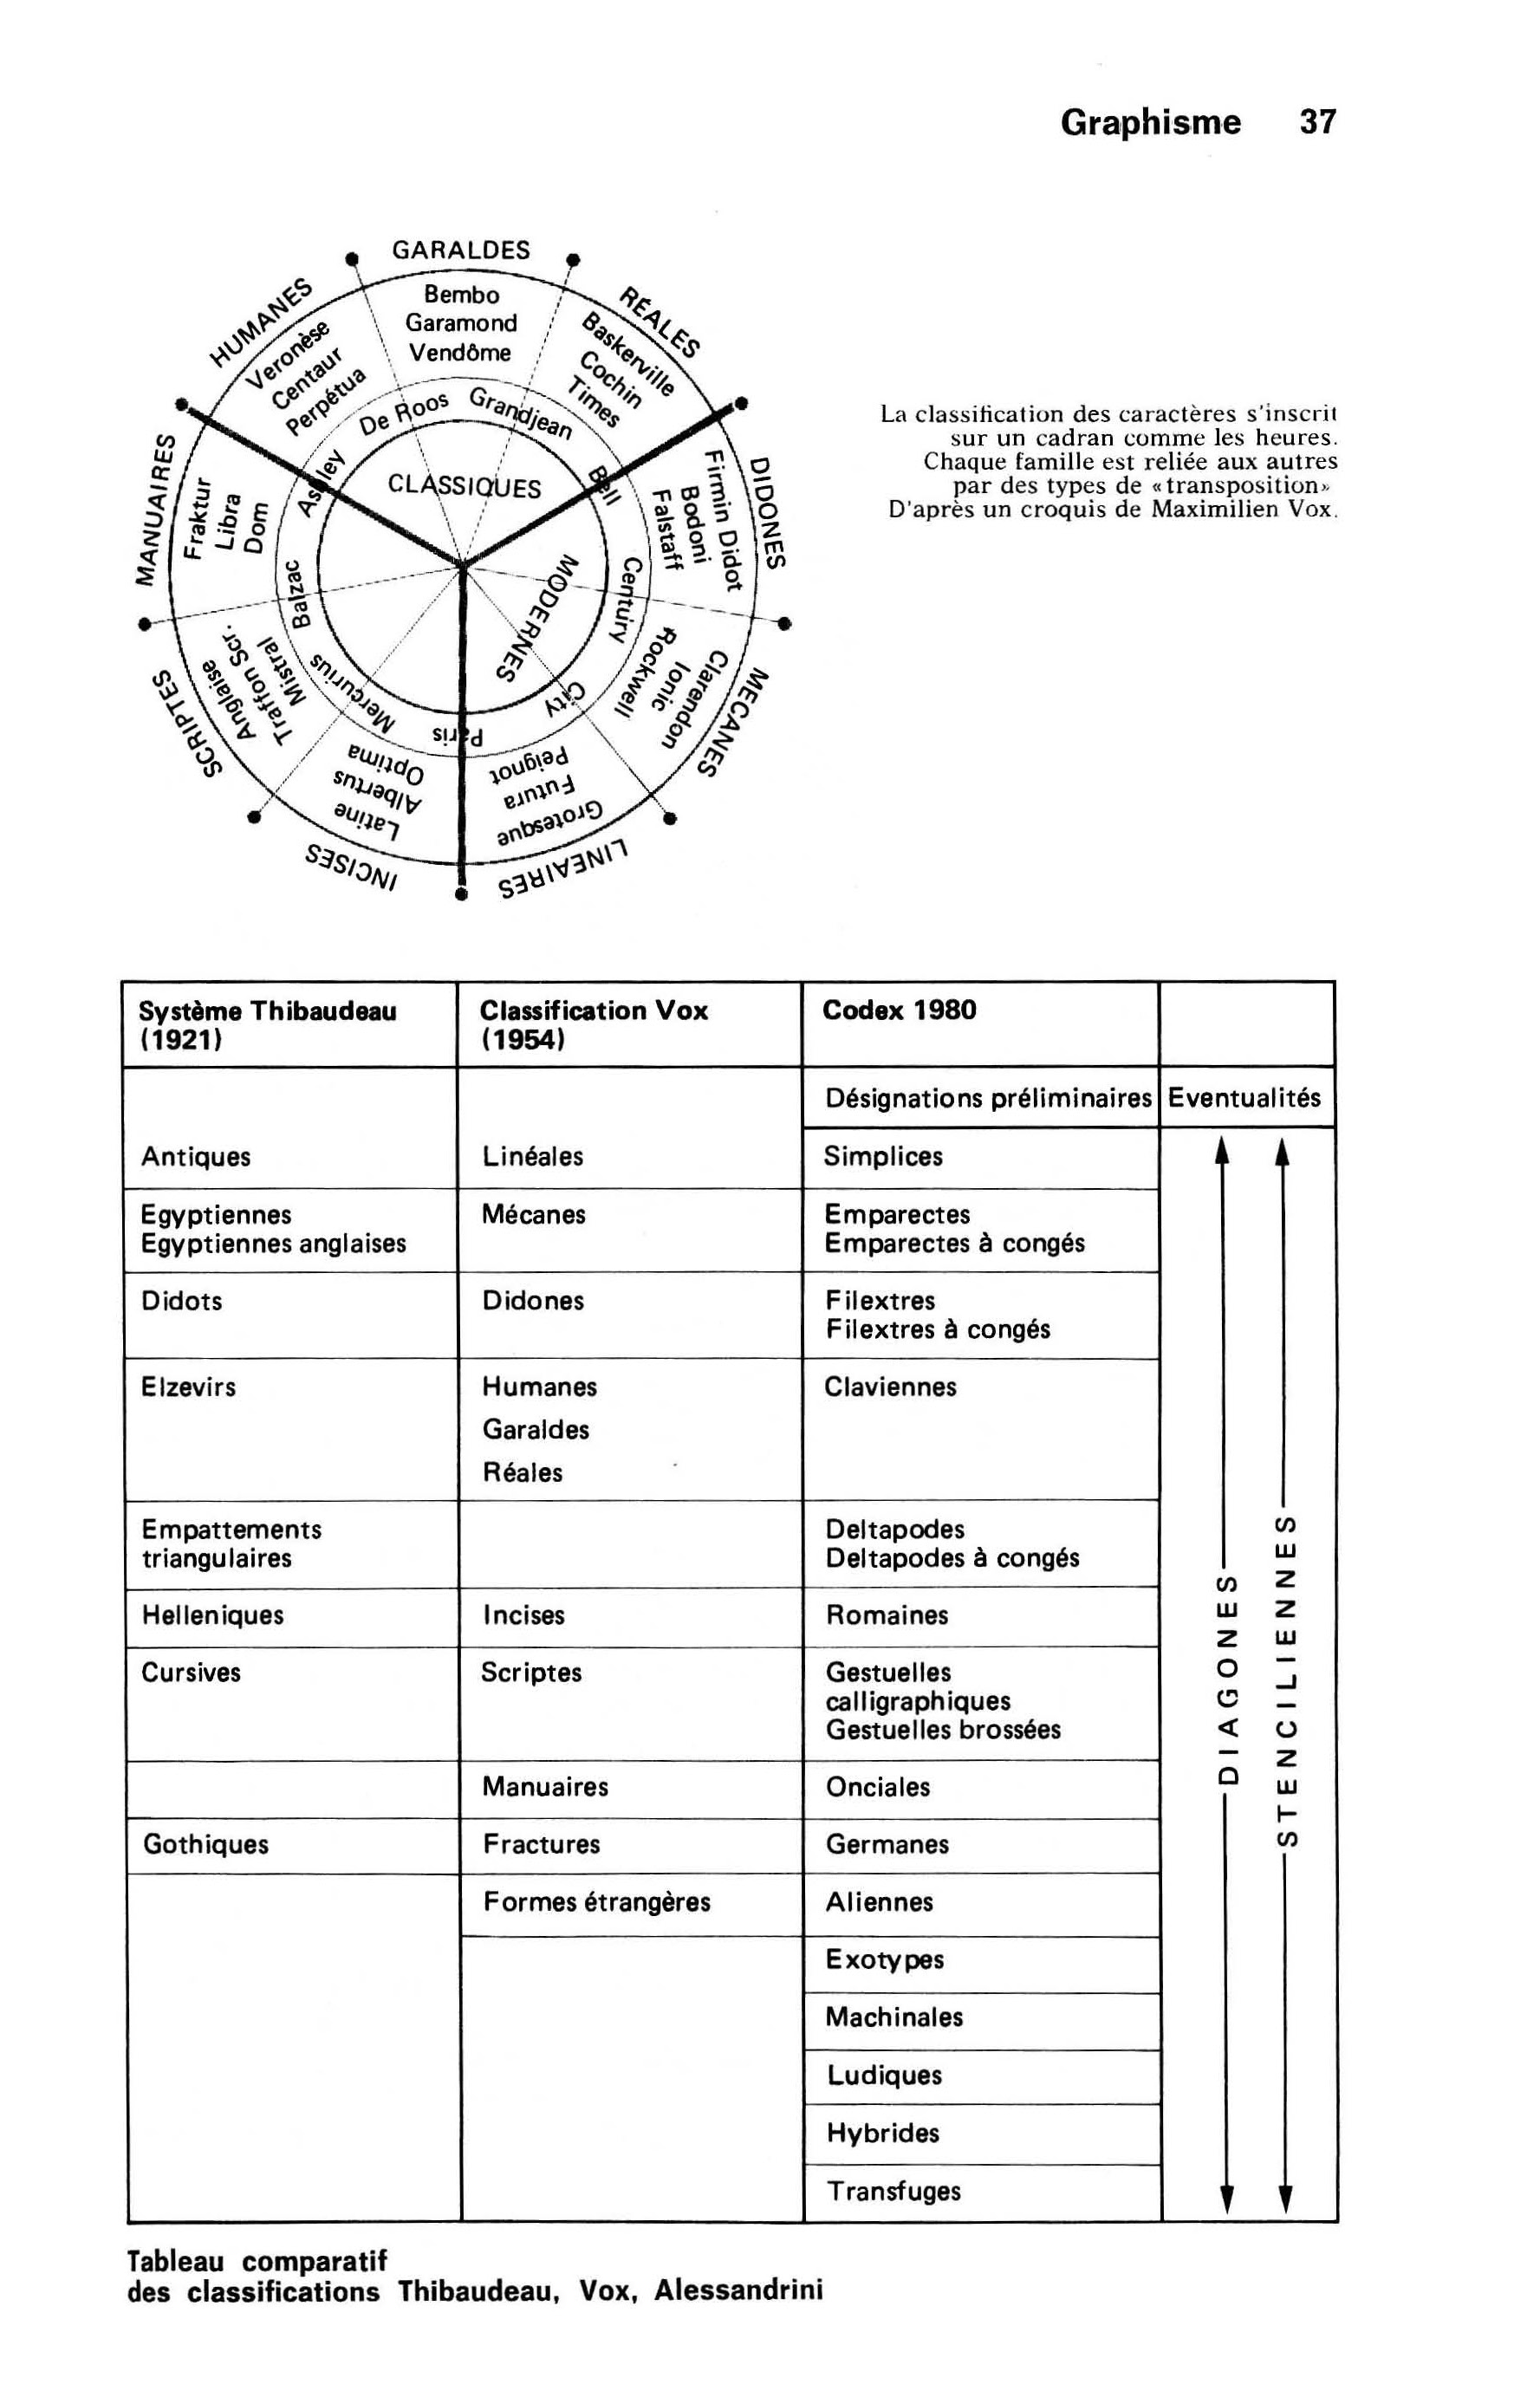 Graphisme 37
GARALDES
Bembo
Garamond
Vendôme
RÉALES
Baskerville
Cochin
Times
DIDONES
Firmin Didot
Bodoni
Falstaff
MECANES
Clarendon
Ionic
Rockwell
LINEAIRES
Grotesque
Futura
Peignot
INCISES
Latine
Albertus
Optima
SCRIPTES
Anglaise
Traffon Scr.
Mistral
MANUAIRES
Fraktur
Libra
Dom
HUMANES
Veronèse
Centaur
Perpétua
De Roos
Grandjean
Bell
Century
City
Paris
Mercurius
Balzac
Ashley
CLASSIQUES
MODERNES
La classification des caractères s'inscrit
sur un cadran comme les heures.
Chaque famille est reliée aux autres
par des types de «transposition»
D'après un croquis de Maximilien Vox.
Système Thibaudeau
(1921)
Classification Vox
(1954)
Codex 1980
Désignations préliminaires
Eventualités
Antiques
Linéales
Simplices
Egyptiennes
Egyptiennes anglaises
Mécanes
Emparectes
Emparectes à congés
Didots
Didones
Filextres
Filextres à congés
Elzevirs
Humanes
Garaldes
Réales
Claviennes
Empattements
triangulaires
Deltapodes
Deltapodes à congés
Helleniques
Incises
Romaines
Cursives
Scriptes
Gestuelles
calligraphiques
Gestuelles brossées
Manuaires
Onciales
Gothiques
Fractures
Germanes
Formes étrangères
Aliennes
Exotypes
Machinales
Ludiques
Hybrides
Transfuges
DIAGONES
STENCILIENNES
Tableau comparatif
des classifications Thibaudeau, Vox, Alessandrini